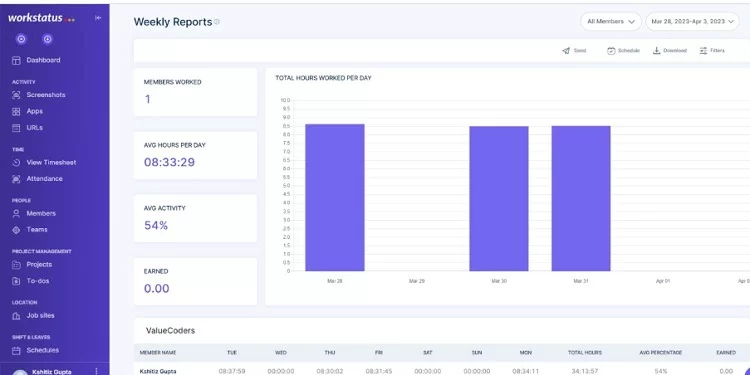 workstatus
Weekly Reports
All Members
Mar 28, 2023-Apr 3, 2023
Send
Schedule
Download
Filters
Dashboard
ACTIVITY
Screenshots
Apps
URLs
TIME
View Timesheet
Attendance
PEOPLE
Members
Teams
PROJECT MANAGEMENT
Projects
To-dos
LOCATION
Job sites
SHIFT & LEAVES
Schedules
Kshitiz Gupta
MEMBERS WORKED
1
AVG HOURS PER DAY
08:33:29
AVG ACTIVITY
54%
EARNED
0.00
TOTAL HOURS WORKED PER DAY
10.0
9.5
9.0
8.5
8.0
7.5
7.0
6.5
6.0
5.5
5.0
4.5
4.0
3.5
3.0
2.5
2.0
1.5
1.0
0.5
0
Mar 28 Mar 29 Mar 30 Mar 31 Apr 01 Apr 0
ValueCoders
MEMBER NAME TUE WED THU FRI SAT SUN MON TOTAL HOURS AVG PERCENTAGE EARNED
Kshitiz Gupta 08:37:59 00:00:00 08:30:02 08:31:45 00:00:00 00:00:00 08:34:11 34:13:57 54% 0.00